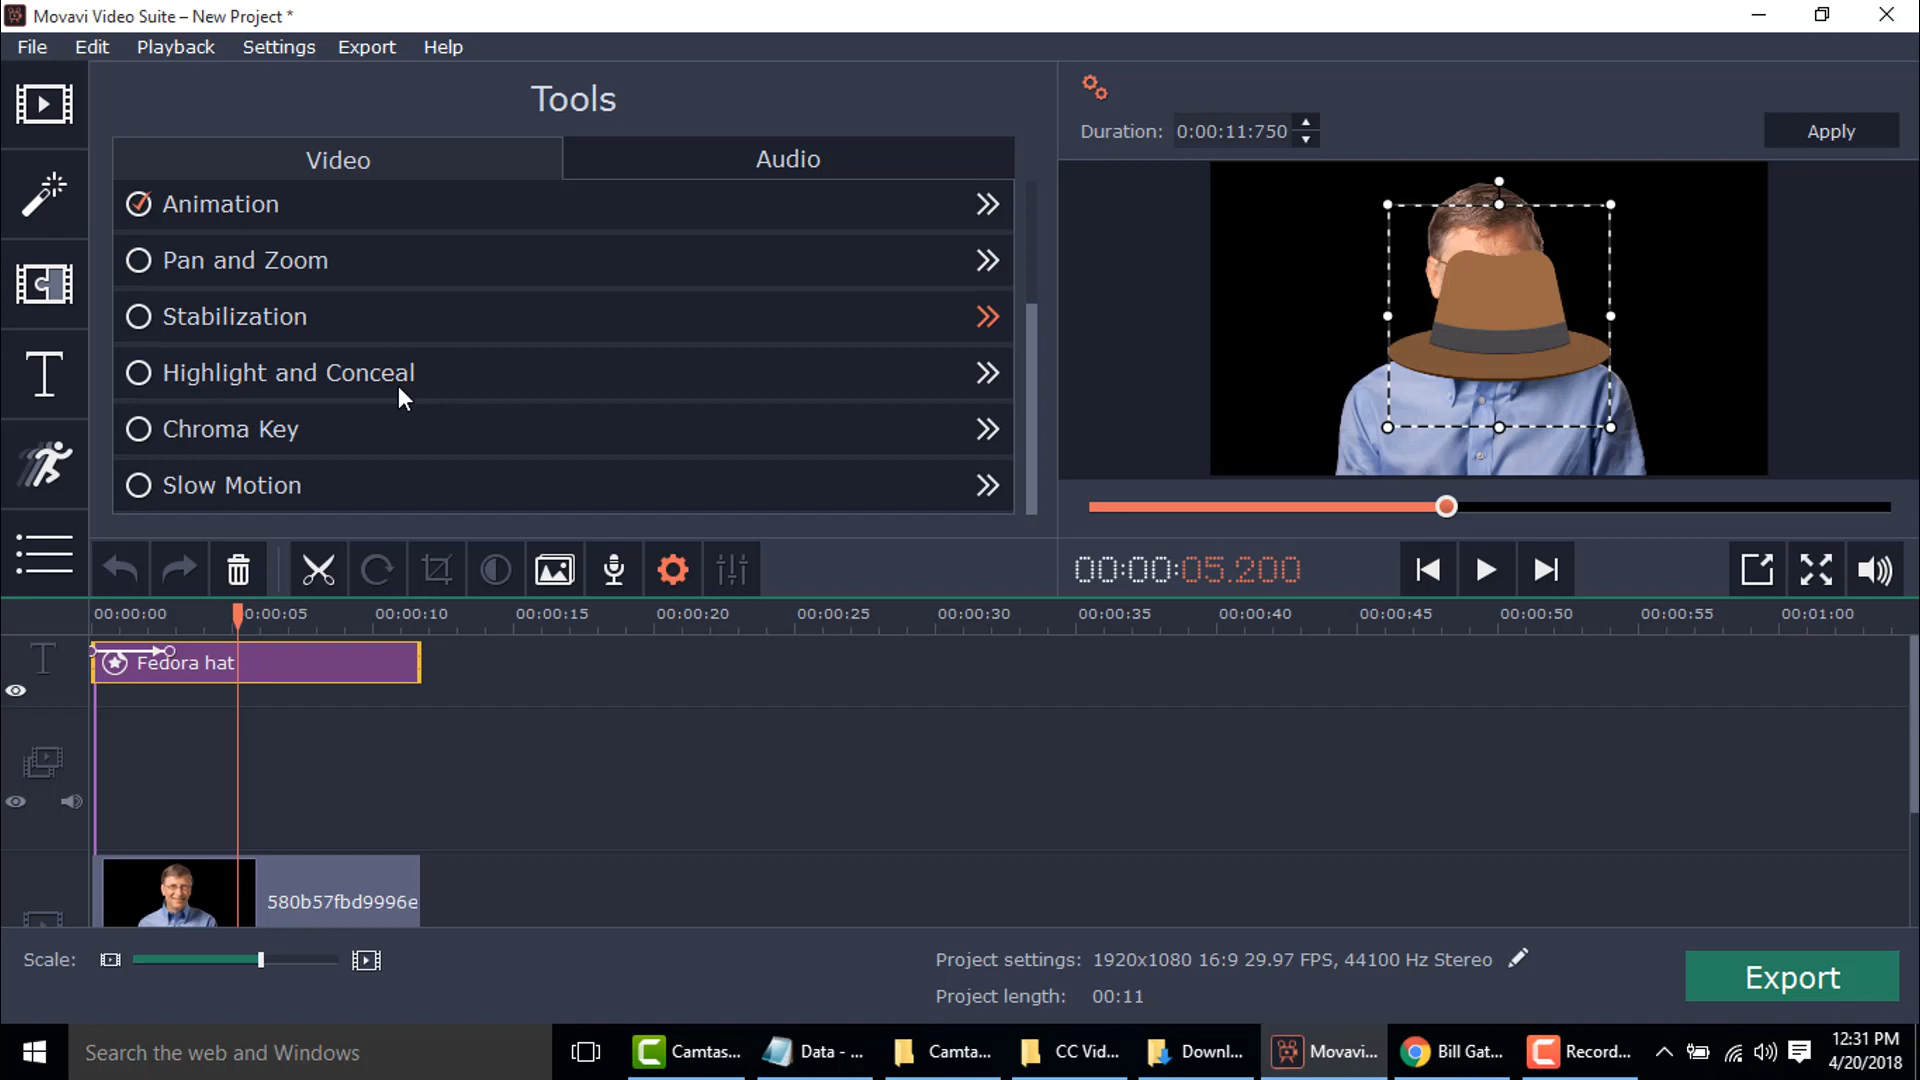 Movavi Video Suite – New Project *
File Edit Playback Settings Export Help
Tools
Video Audio
Animation
Pan and Zoom
Stabilization
Highlight and Conceal
Chroma Key
Slow Motion
Duration: 0:00:11:750
Apply
00:00:05.200
00:00:00 0:00:05 00:00:10 00:00:15 00:00:20 00:00:25 00:00:30 00:00:35 00:00:40 00:00:45 00:00:50 00:00:55 00:01:00
T
Fedora hat
580b57fbd9996e
Scale:
Project settings: 1920x1080 16:9 29.97 FPS, 44100 Hz Stereo
Project length: 00:11
Export
Search the web and Windows
Camtas... Data - ... Camta... CC Vid... Downl... Movavi... Bill Gat... Record...
12:31 PM
4/20/2018